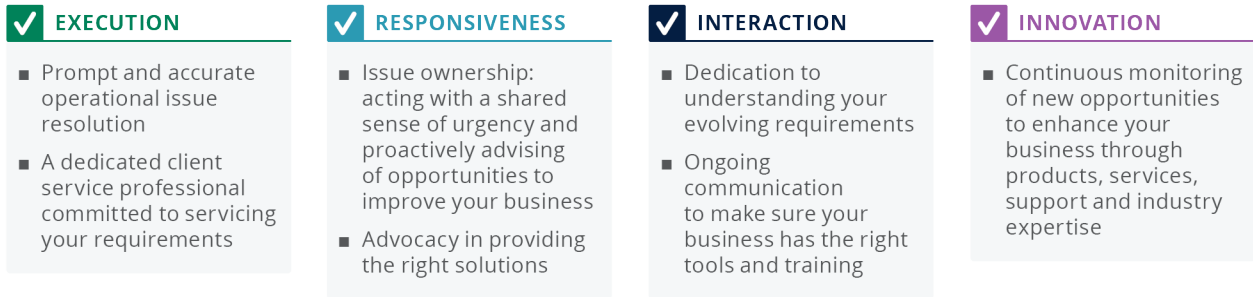 EXECUTION
■ Prompt and accurate
operational issue
resolution
■ A dedicated client
service professional
committed to servicing
your requirements
RESPONSIVENESS
■ Issue ownership:
acting with a shared
sense of urgency and
proactively advising
of opportunities to
improve your business
■ Advocacy in providing
the right solutions
INTERACTION
■ Dedication to
understanding your
evolving requirements
■ Ongoing
communication
to make sure your
business has the right
tools and training
INNOVATION
■ Continuous monitoring
of new opportunities
to enhance your
business through
products, services,
support and industry
expertise